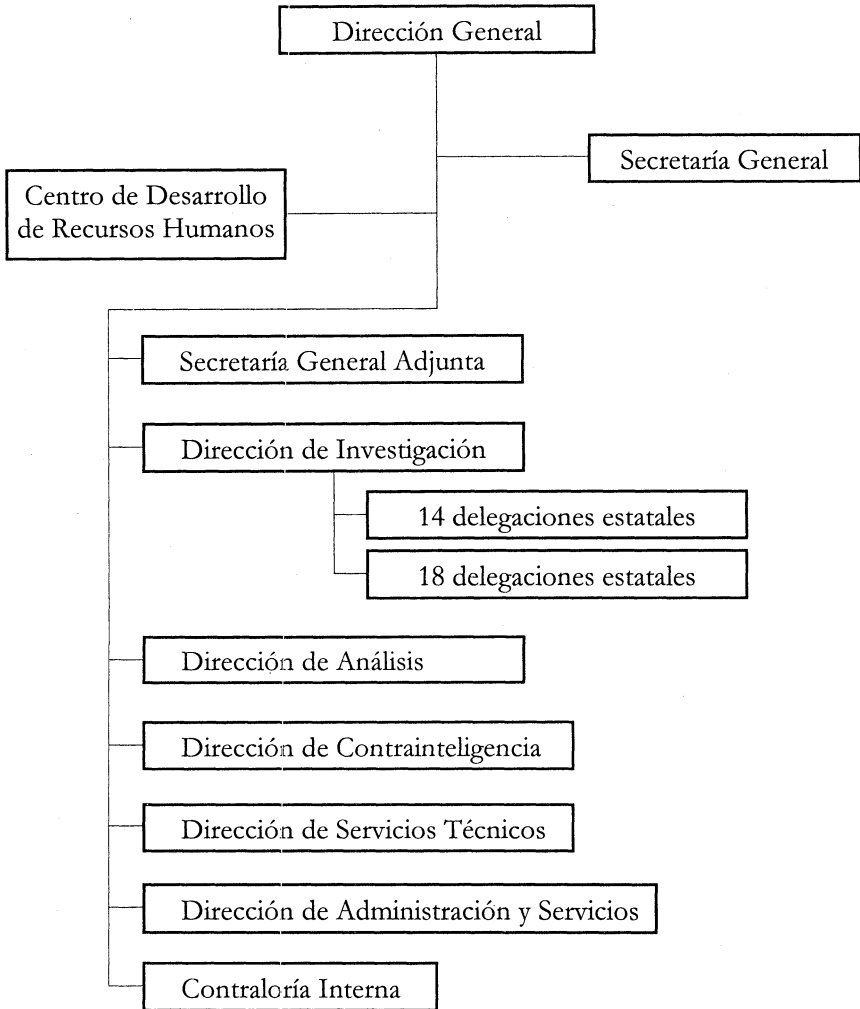 Dirección General
Secretaría General
Centro de Desarrollo
de Recursos Humanos
Secretaría General Adjunta
Dirección de Investigación
14 delegaciones estatales
18 delegaciones estatales
Dirección de Análisis
Dirección de Contrainteligencia
Dirección de Servicios Técnicos
Dirección de Administración y Servicios
Contraloría Interna